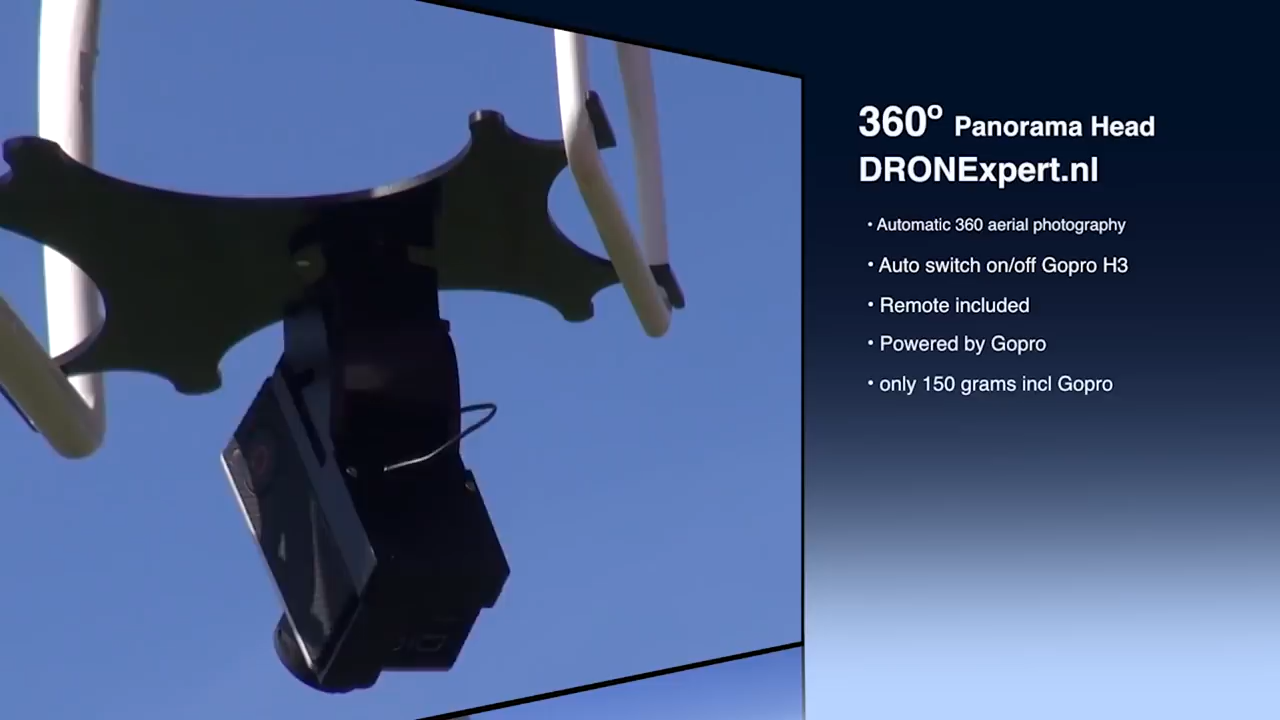 360º Panorama Head
DRONExpert.nl
• Automatic 360 aerial photography
• Auto switch on/off Gopro H3
• Remote included
• Powered by Gopro
• only 150 grams incl Gopro